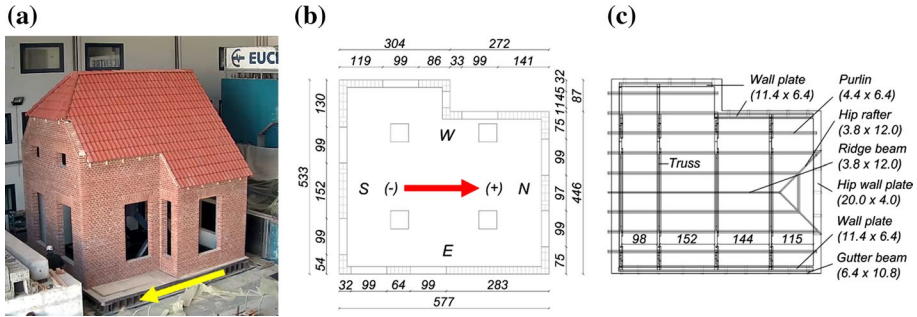 (a)
EUCE
(b)
304 272
119 99 86 33 99 141
533
130 99 152 99 54
32 87
11 45
75 99 97 99 75
446
W
S (-) (+) N
E
32 99 64 99 283
577
(c)
Wall plate
(11.4 x 6.4)
Purlin
(4.4 x 6.4)
Hip rafter
(3.8 x 12.0)
Ridge beam
(3.8 x 12.0)
Truss
Hip wall plate
(20.0 x 4.0)
Wall plate
(11.4 x 6.4)
98 152 144 115
Gutter beam
(6.4 x 10.8)